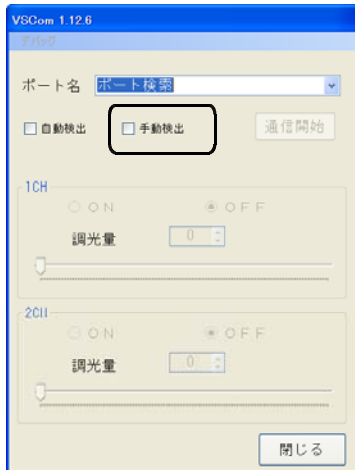 VSCom 1.12.6
デバッグ
ポート名 ポート検索
自動検出 手動検出 通信開始
1CH
ON OFF
調光量 0
2CH
ON OFF
調光量 0
閉じる